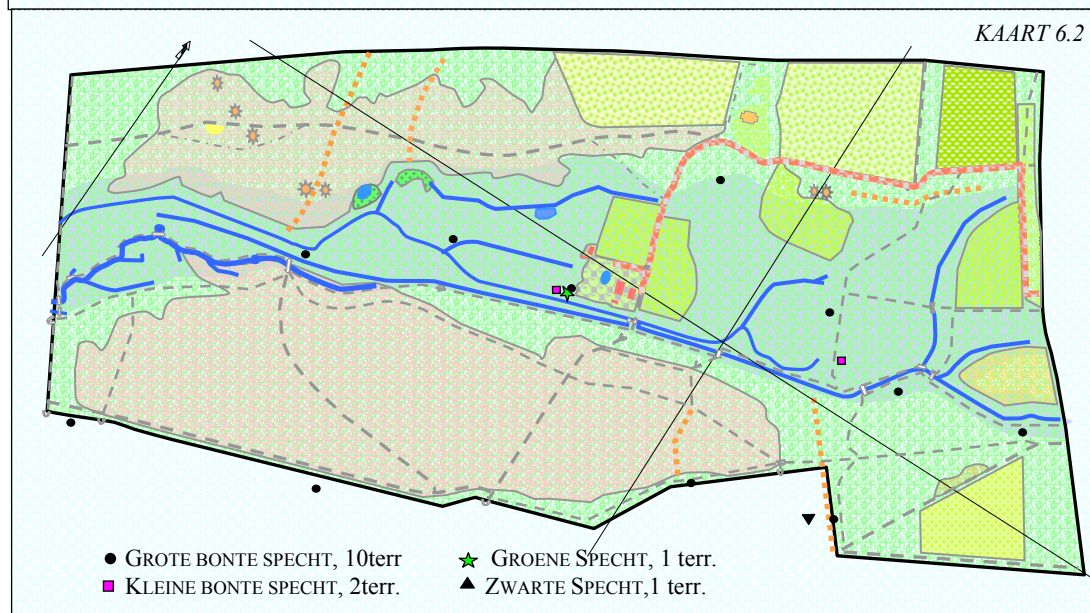 KAART 6.2
GROTE BONTE SPECHT, 10terr
GROENE SPECHT, 1 terr.
KLEINE BONTE SPECHT, 2terr.
ZWARTE SPECHT,1 terr.